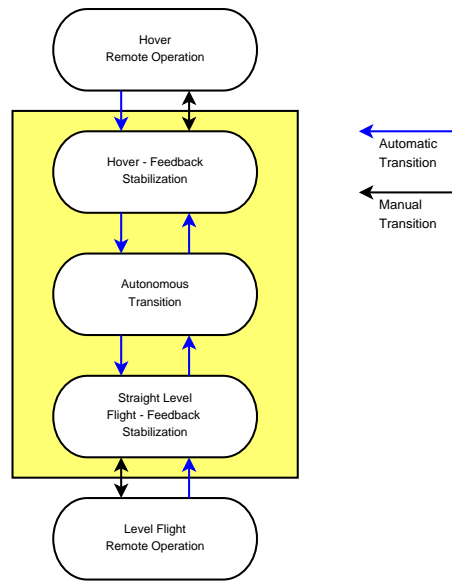 Hover
Remote Operation
Hover - Feedback
Stabilization
Autonomous
Transition
Straight Level
Flight - Feedback
Stabilization
Level Flight
Remote Operation
Automatic
Transition
Manual
Transition